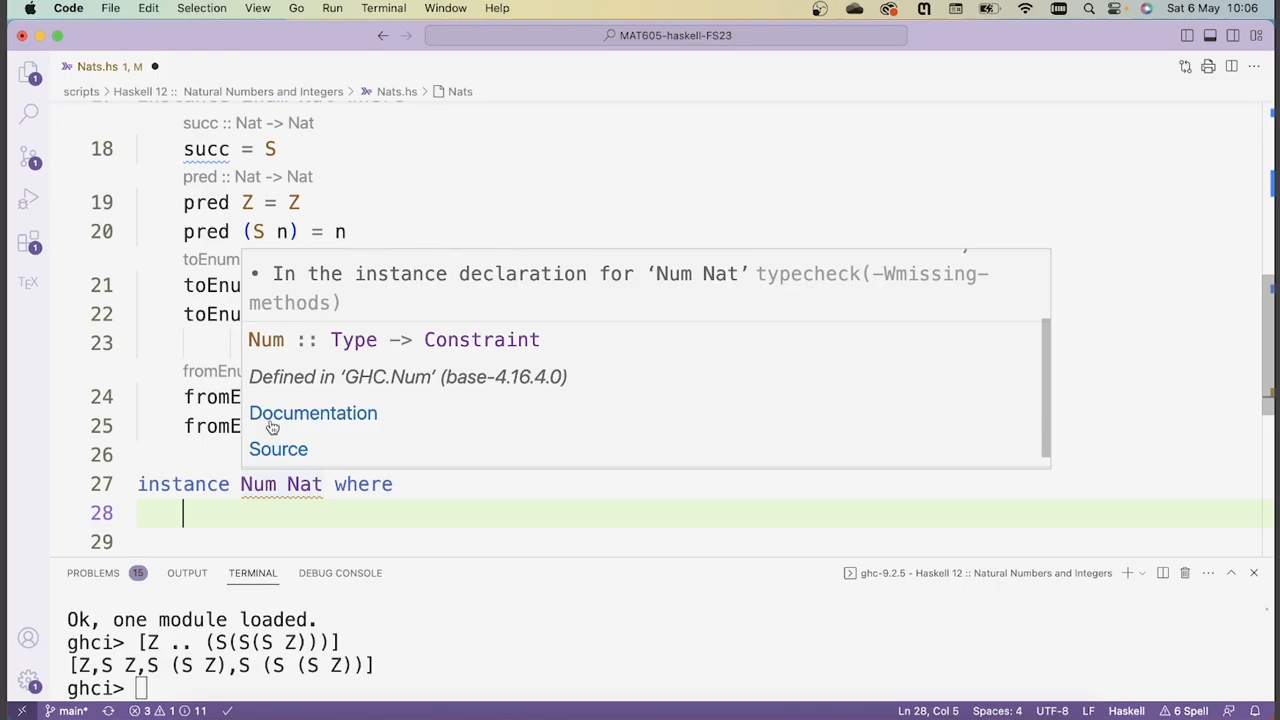 Code File Edit Selection View Go Run Terminal Window Help Sat 6 May 10:06
MAT605-haskell-FS23
Nats.hs 1, M
scripts > Haskell 12 :: Natural Numbers and Integers > Nats.hs > Nats
succ :: Nat -> Nat
18 succ = S
pred :: Nat -> Nat
19 pred Z = Z
20 pred (S n) = n
toEnum
21 toEnu
22 toEnu
23
fromEnu
24 fromE
25 fromE
26
• In the instance declaration for ‘Num Nat’ typecheck(-Wmissing-
methods)
Num :: Type -> Constraint
Defined in ‘GHC.Num’ (base-4.16.4.0)
Documentation
Source
27 instance Num Nat where
28
29
PROBLEMS 15 OUTPUT TERMINAL DEBUG CONSOLE ghc-9.2.5 - Haskell 12 :: Natural Numbers and Integers
Ok, one module loaded.
ghci> [Z .. (S(S(S Z)))]
[Z,S Z,S (S Z),S (S (S Z))]
ghci>
main* 3 1 11 Ln 28, Col 5 Spaces: 4 UTF-8 LF Haskell 6 Spell